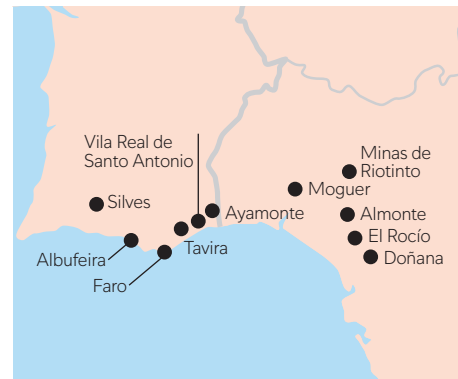 Vila Real de
Santo Antonio
Minas de
Riotinto
Moguer
Silves
Ayamonte
Almonte
El Rocío
Tavira
Doñana
Albufeira
Faro